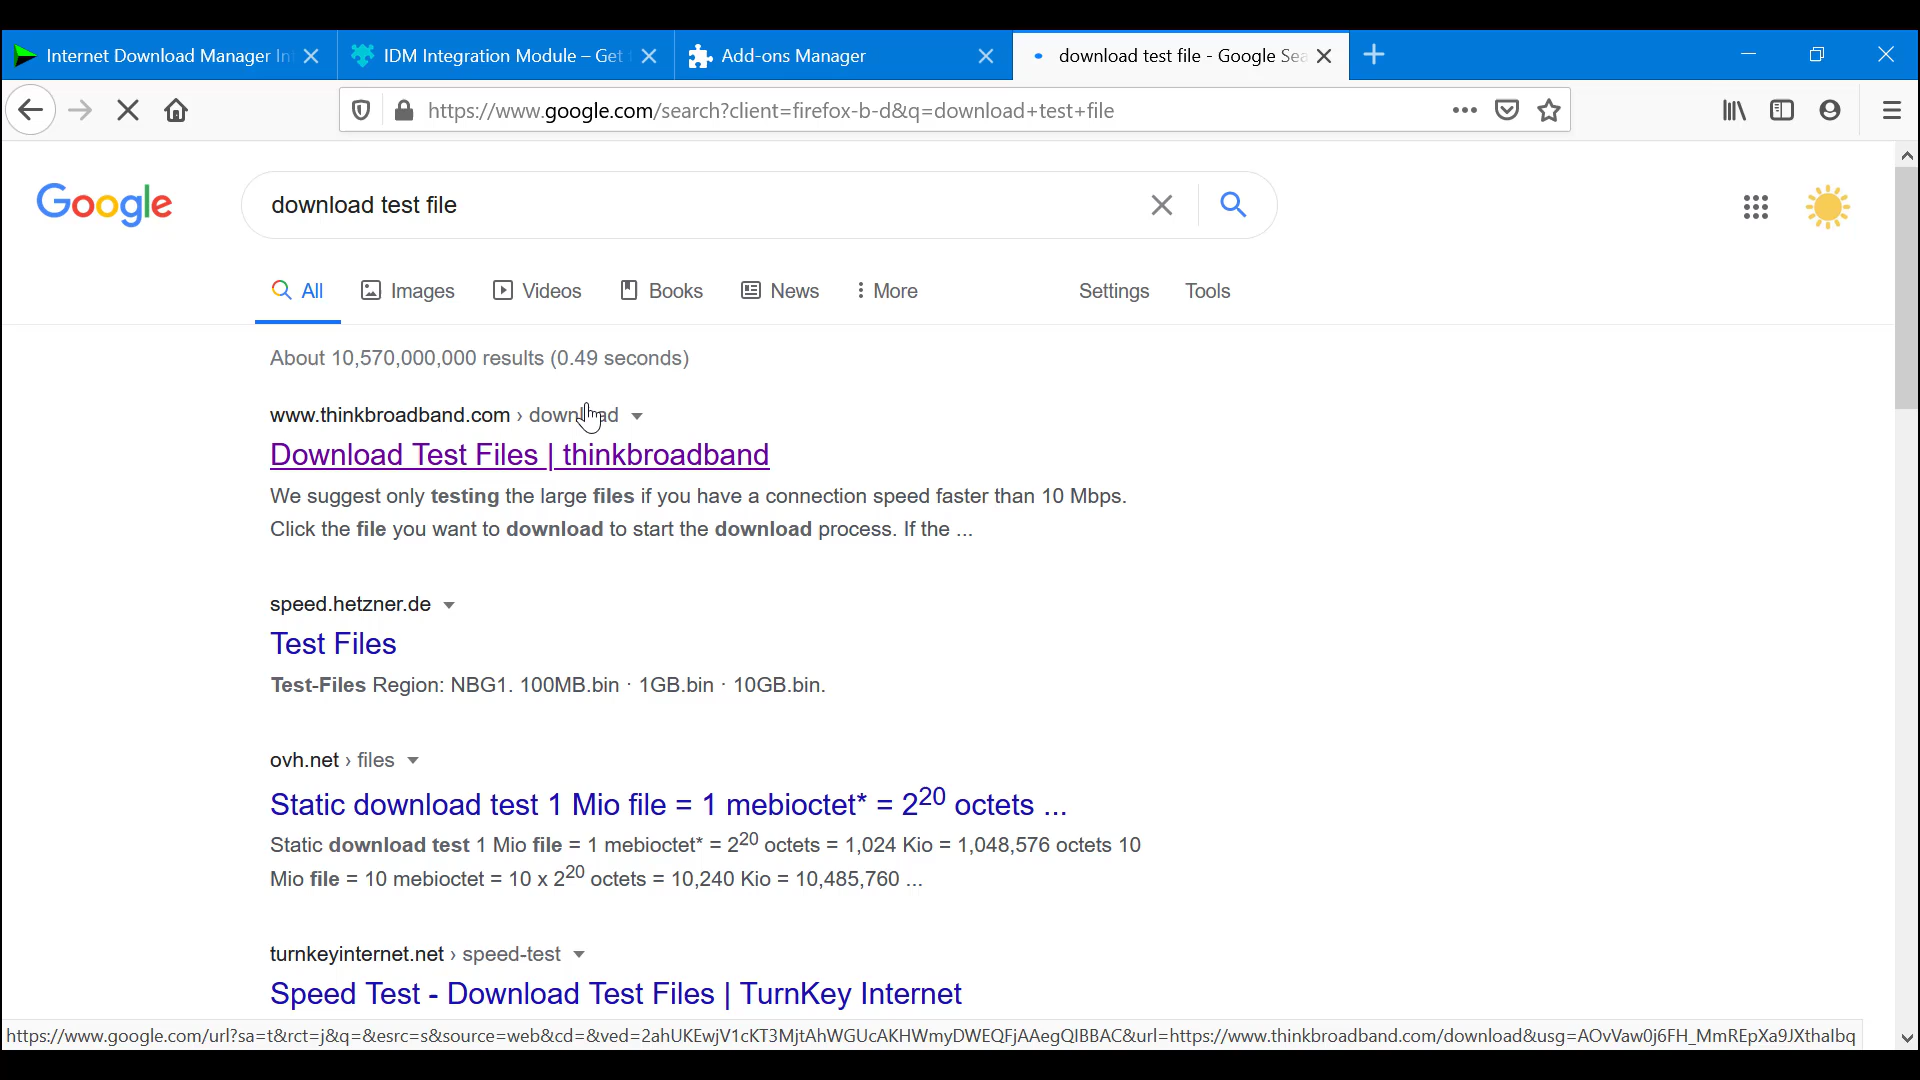 Internet Download Manager In
IDM Integration Module – Get
Add-ons Manager
download test file - Google Sea
https://www.google.com/search?client=firefox-b-d&q=download+test+file
Google
download test file
All
Images
Videos
Books
News
More
Settings
Tools
About 10,570,000,000 results (0.49 seconds)
www.thinkbroadband.com › download
Download Test Files | thinkbroadband
We suggest only testing the large files if you have a connection speed faster than 10 Mbps.
Click the file you want to download to start the download process. If the ...
speed.hetzner.de
Test Files
Test-Files Region: NBG1. 100MB.bin · 1GB.bin · 10GB.bin.
ovh.net › files
Static download test 1 Mio file = 1 mebioctet* = 2²⁰ octets ...
Static download test 1 Mio file = 1 mebioctet* = 2²⁰ octets = 1,024 Kio = 1,048,576 octets 10
Mio file = 10 mebioctet = 10 x 2²⁰ octets = 10,240 Kio = 10,485,760 ...
turnkeyinternet.net › speed-test
Speed Test - Download Test Files | TurnKey Internet
https://www.google.com/url?sa=t&rct=j&q=&esrc=s&source=web&cd=&ved=2ahUKEwjV1cKT3MjtAhWGUcAKHWmyDWEQFjAAegQIBBAC&url=https://www.thinkbroadband.com/download&usg=AOvVaw0j6FH_MmREpXa9JXthalbq